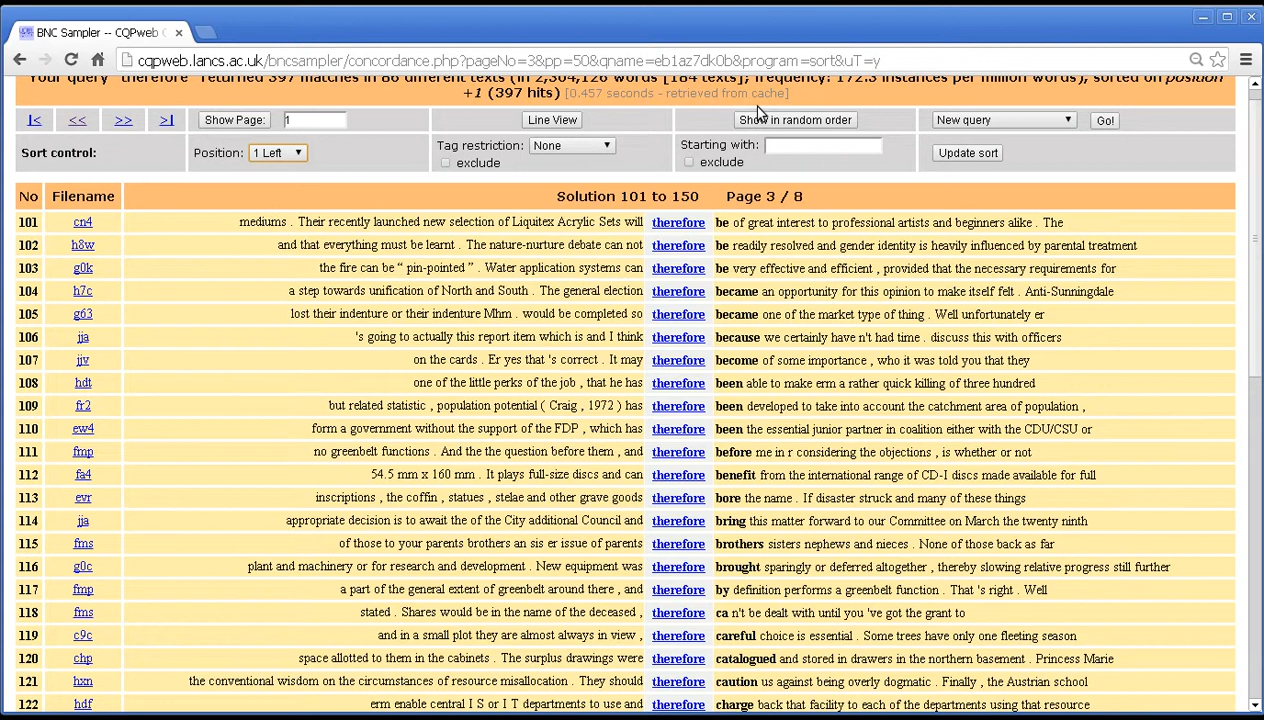 BNC Sampler -- CQPweb C
cqpweb.lancs.ac.uk/bncsampler/concordance.php?pageNo=3&pp=50&qname=eb1az7dk0b&program=sort&uT=y
Your query "therefore" returned 397 matches in 86 different texts (in 2,304,126 words [184 texts]; frequency: 172.3 instances per million words), sorted on position
+1 (397 hits) [0.457 seconds - retrieved from cache]
|< << >> >| Show Page: 1 Line View Show in random order New query Go!
Sort control: Position: 1 Left Tag restriction: None exclude Starting with: exclude Update sort
No Filename Solution 101 to 150 Page 3 / 8
101 cn4 mediums . Their recently launched new selection of Liquitex Acrylic Sets will therefore be of great interest to professional artists and beginners alike . The
102 h8w and that everything must be learnt . The nature-nurture debate can not therefore be readily resolved and gender identity is heavily influenced by parental treatment
103 g0k the fire can be “ pin-pointed ” . Water application systems can therefore be very effective and efficient , provided that the necessary requirements for
104 h7c a step towards unification of North and South . The general election therefore became an opportunity for this opinion to make itself felt . Anti-Sunningdale
105 g63 lost their indenture or their indenture Mhm . would be completed so therefore became one of the market type of thing . Well unfortunately er
106 jja 's going to actually this report item which is and I think therefore because we certainly have n't had time . discuss this with officers
107 jjv on the cards . Er yes that 's correct . It may therefore become of some importance , who it was told you that they
108 hdt one of the little perks of the job , that he has therefore been able to make erm a rather quick killing of three hundred
109 fr2 but related statistic , population potential ( Craig , 1972 ) has therefore been developed to take into account the catchment area of population ,
110 ew4 form a government without the support of the FDP , which has therefore been the essential junior partner in coalition either with the CDU/CSU or
111 fmp no greenbelt functions . And the the question before them , and therefore before me in r considering the objections , is whether or not
112 fa4 54.5 mm x 160 mm . It plays full-size discs and can therefore benefit from the international range of CD-I discs made available for full
113 evr inscriptions , the coffin , statues , stelae and other grave goods therefore bore the name . If disaster struck and many of these things
114 jja appropriate decision is to await the of the City additional Council and therefore bring this matter forward to our Committee on March the twenty ninth
115 fms of those to your parents brothers an sis er issue of parents therefore brothers sisters nephews and nieces . None of those back as far
116 g0c plant and machinery or for research and development . New equipment was therefore brought sparingly or deferred altogether , thereby slowing relative progress still further
117 fmp a part of the general extent of greenbelt around there , and therefore by definition performs a greenbelt function . That 's right . Well
118 fms stated . Shares would be in the name of the deceased , therefore ca n't be dealt with until you 've got the grant to
119 c9c and in a small plot they are almost always in view , therefore careful choice is essential . Some trees have only one fleeting season
120 chp space allotted to them in the cabinets . The surplus drawings were therefore catalogued and stored in drawers in the northern basement . Princess Marie
121 hxn the conventional wisdom on the circumstances of resource misallocation . They should therefore caution us against being overly dogmatic . Finally , the Austrian school
122 hdf erm enable central I S or I T departments to use and therefore charge back that facility to each of the departments using that resource